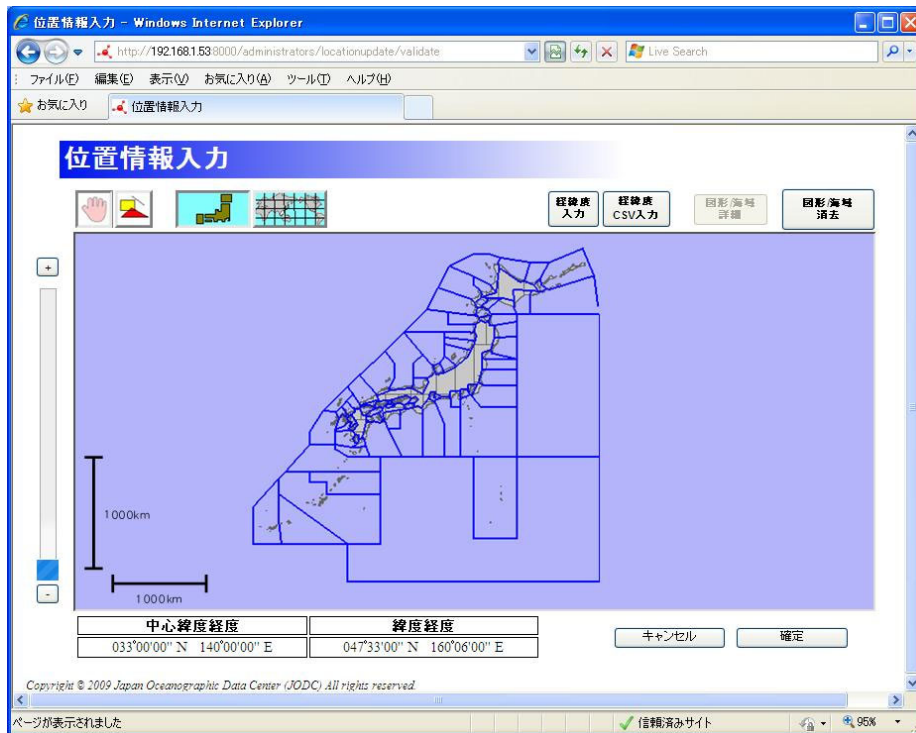 位置情報入力 - Windows Internet Explorer
http://192.168.1.53:8000/administrators/locationupdate/validate
Live Search
ファイル(F) 編集(E) 表示(V) お気に入り(A) ツール(T) ヘルプ(H)
お気に入り
位置情報入力
位置情報入力
経緯度
入力
経緯度
CSV入力
図形/海域
詳細
図形/海域
消去
+
1000km
1000km
-
中心緯度経度
緯度経度
033°00'00" N 140°00'00" E
047°33'00" N 160°06'00" E
キャンセル
確定
Copyright © 2009 Japan Oceanographic Data Center (JODC) All rights reserved.
ページが表示されました
信頼済みサイト
95%